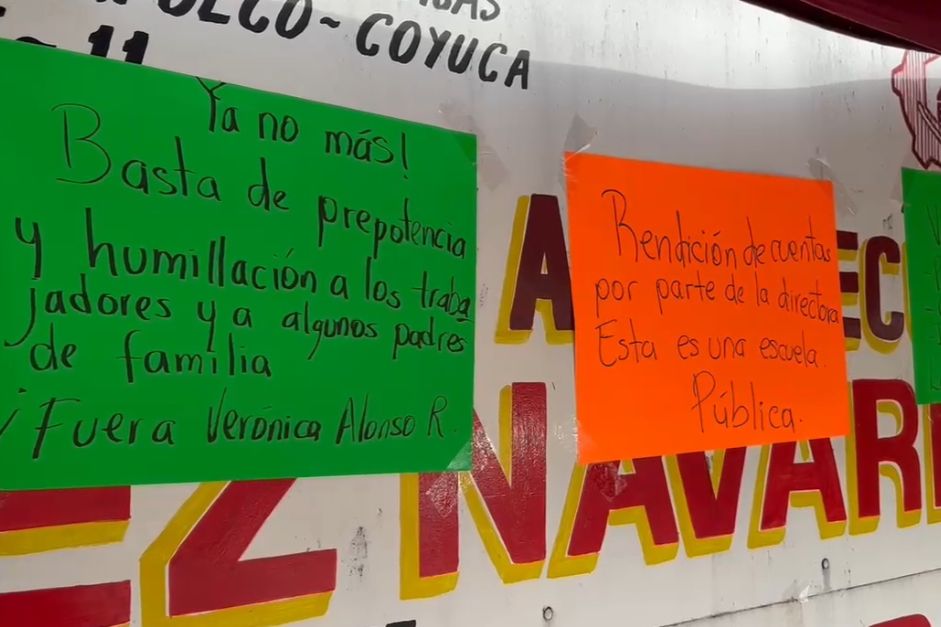 COYUCA
11
Ya no más!
Basta de prepotencia
y humillación a los traba
jadores y a algunos padres
de familia
¡Fuera Verónica Alonso R.
Rendición de cuentas
por parte de la directora
Esta es una escuela.
Pública.